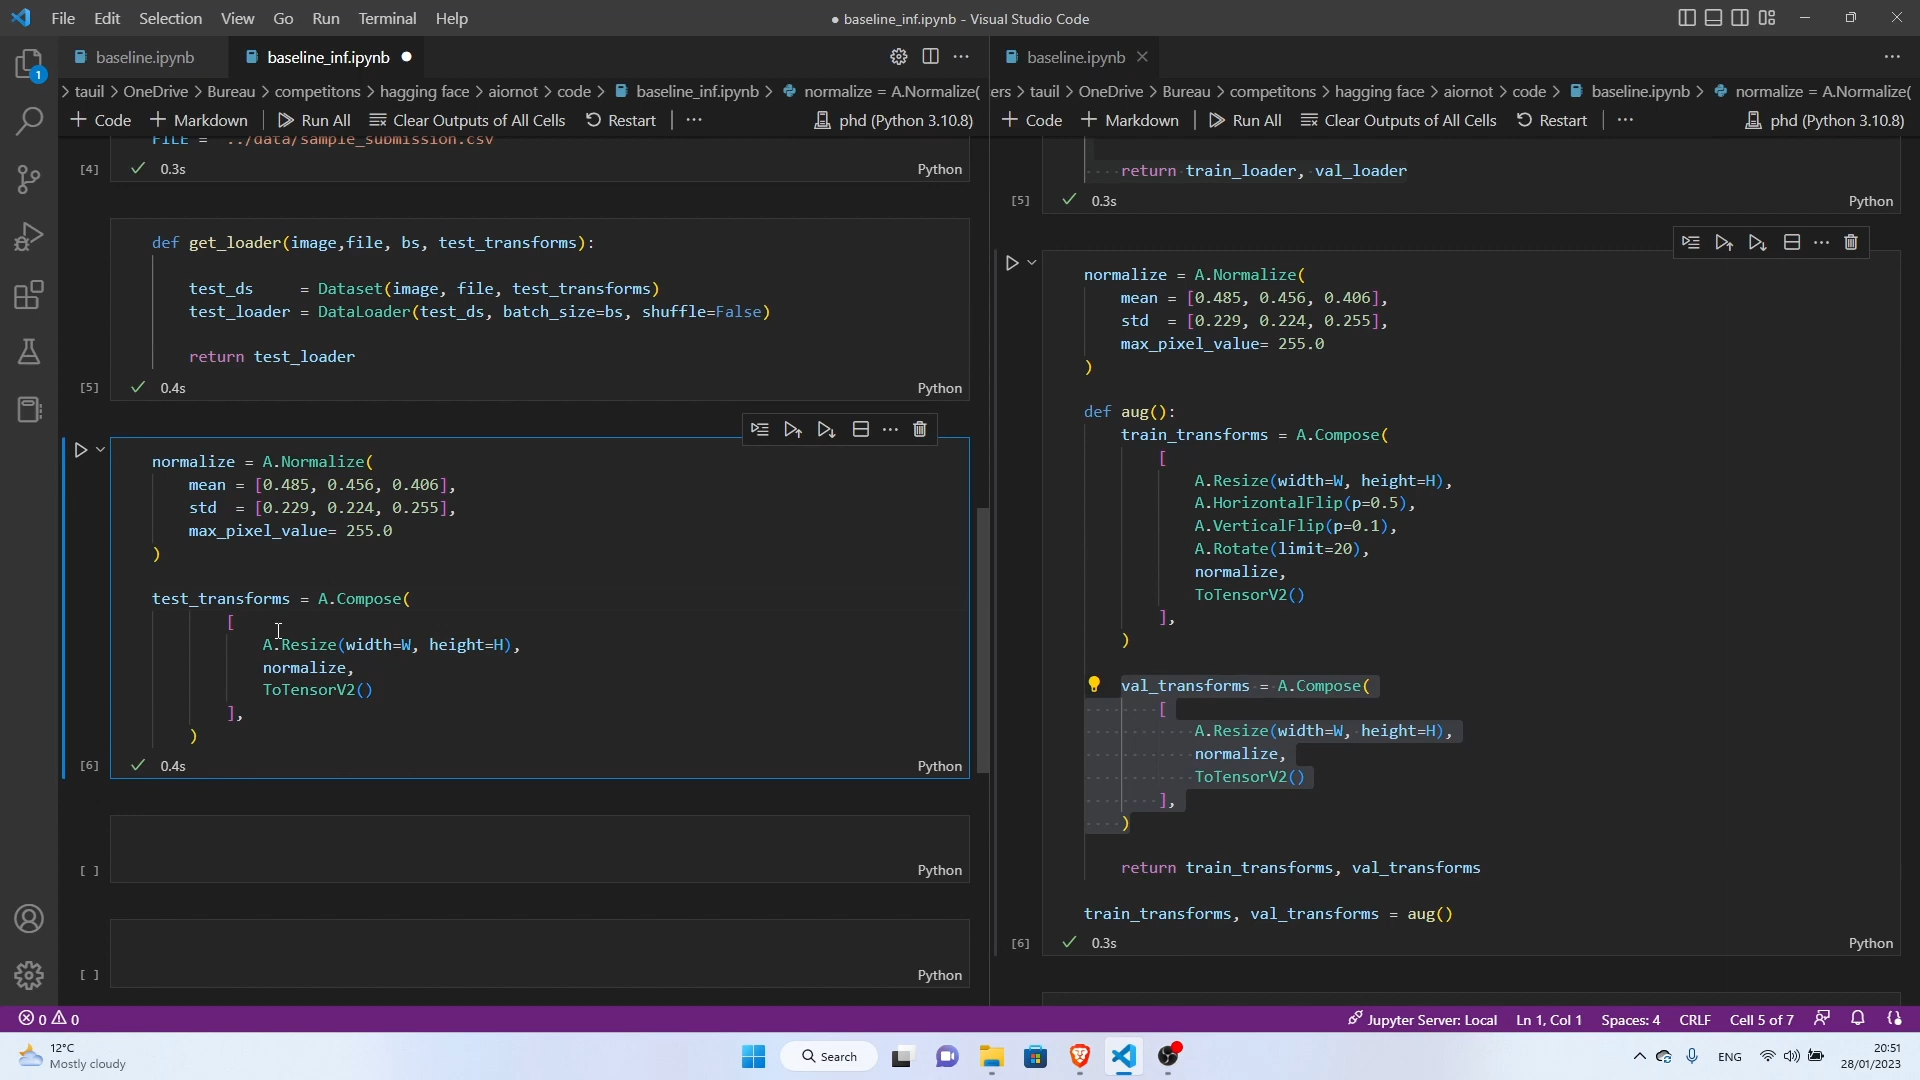 File Edit Selection View Go Run Terminal Help
● baseline_inf.ipynb - Visual Studio Code
baseline.ipynb
baseline_inf.ipynb ●
> tauil > OneDrive > Bureau > competitons > hagging face > aiornot > code > baseline_inf.ipynb > normalize = A.Normalize(
+ Code + Markdown Run All Clear Outputs of All Cells Restart ... phd (Python 3.10.8)
FILE = '../data/sample_submission.csv'
[4] ✓ 0.3s Python
def get_loader(image,file, bs, test_transforms):
test_ds = Dataset(image, file, test_transforms)
test_loader = DataLoader(test_ds, batch_size=bs, shuffle=False)
return test_loader
[5] ✓ 0.4s Python
normalize = A.Normalize(
mean = [0.485, 0.456, 0.406],
std = [0.229, 0.224, 0.255],
max_pixel_value= 255.0
)
test_transforms = A.Compose(
[
A.Resize(width=W, height=H),
normalize,
ToTensorV2()
],
)
[6] ✓ 0.4s Python
[ ] Python
[ ] Python
baseline.ipynb
ers > tauil > OneDrive > Bureau > competitons > hagging face > aiornot > code > baseline.ipynb > normalize = A.Normalize(
+ Code + Markdown Run All Clear Outputs of All Cells Restart ... phd (Python 3.10.8)
return train_loader, val_loader
[5] ✓ 0.3s Python
normalize = A.Normalize(
mean = [0.485, 0.456, 0.406],
std = [0.229, 0.224, 0.255],
max_pixel_value= 255.0
)
def aug():
train_transforms = A.Compose(
[
A.Resize(width=W, height=H),
A.HorizontalFlip(p=0.5),
A.VerticalFlip(p=0.1),
A.Rotate(limit=20),
normalize,
ToTensorV2()
],
)
val_transforms = A.Compose(
[
A.Resize(width=W, height=H),
normalize,
ToTensorV2()
],
)
return train_transforms, val_transforms
train_transforms, val_transforms = aug()
[6] ✓ 0.3s Python
1
0 0
Jupyter Server: Local Ln 1, Col 1 Spaces: 4 CRLF Cell 5 of 7
12°C
Mostly cloudy
Search
ENG
20:51
28/01/2023